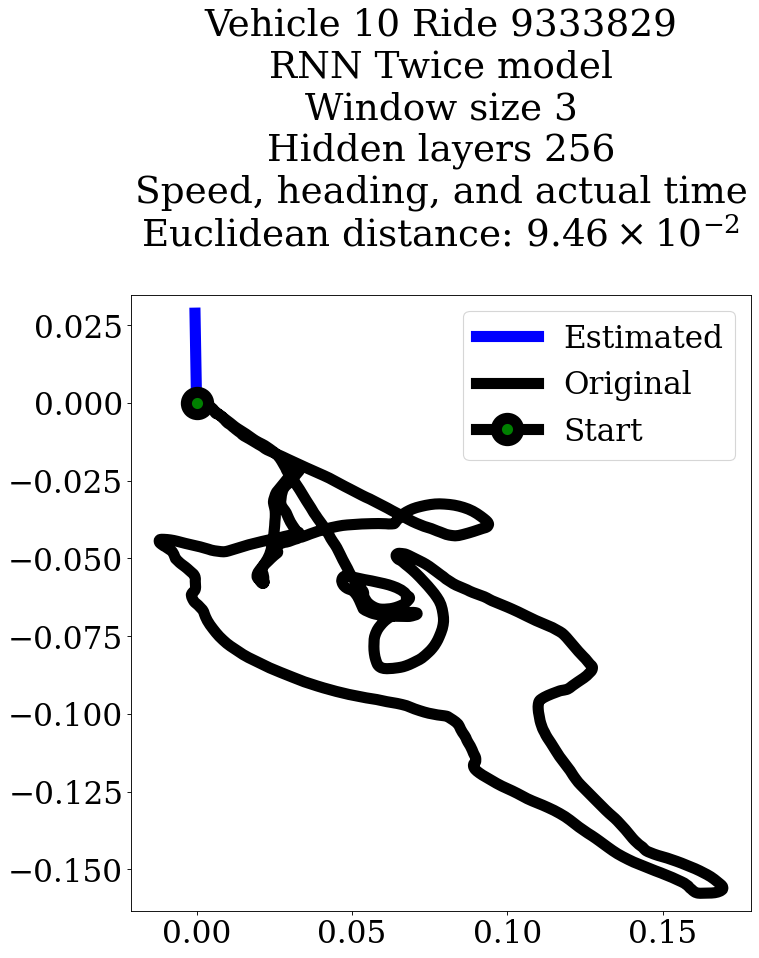 Vehicle 10 Ride 9333829
RNN Twice model
Window size 3
Hidden layers 256
Speed, heading, and actual time
Euclidean distance: 9.46 × 10⁻²
Estimated
Original
Start
0.025
0.000
−0.025
−0.050
−0.075
−0.100
−0.125
−0.150
0.00 0.05 0.10 0.15